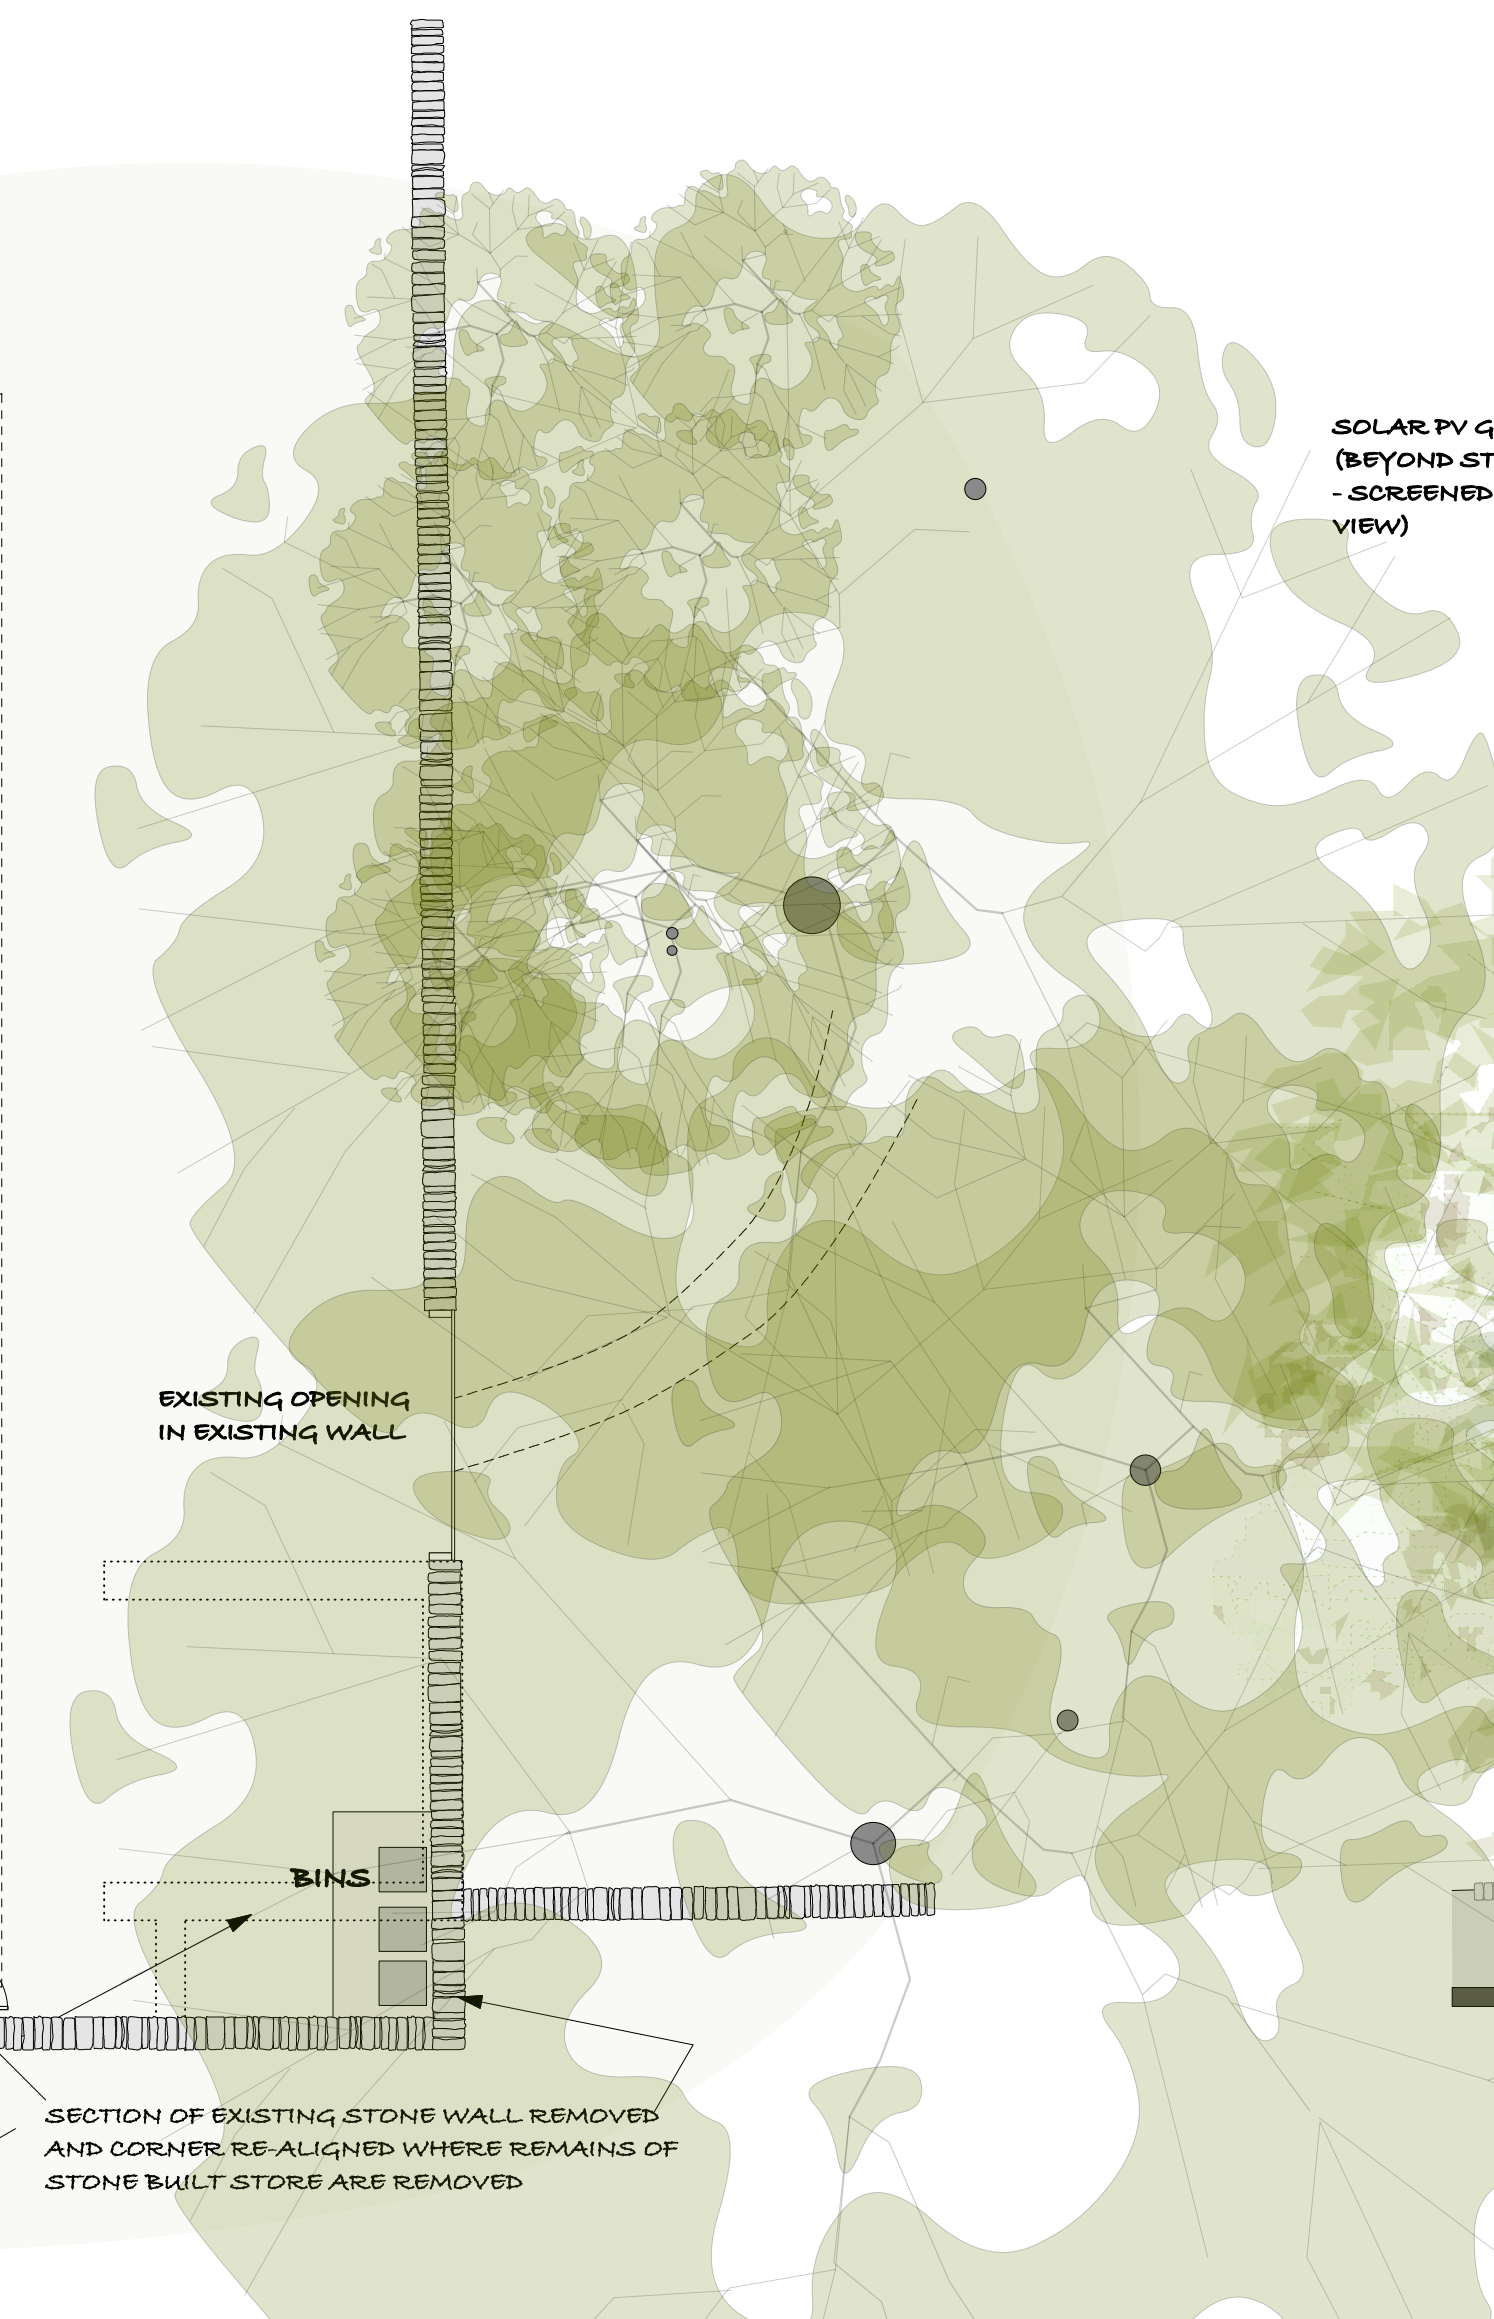 SOLAR PV G
(BEYOND ST
- SCREENED
VIEW)
EXISTING OPENING
IN EXISTING WALL
BINS
SECTION OF EXISTING STONE WALL REMOVED
AND CORNER RE-ALIGNED WHERE REMAINS OF
STONE BUILT STORE ARE REMOVED